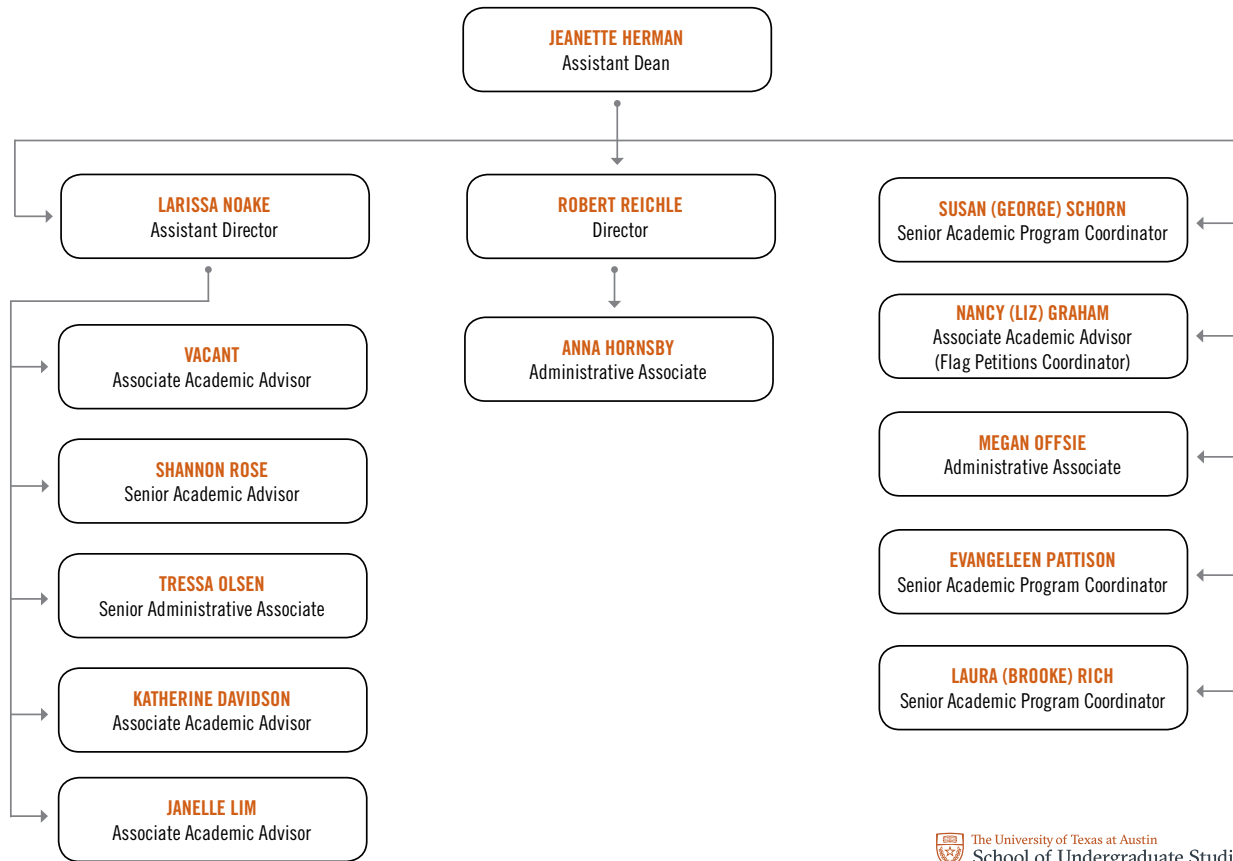 JEANETTE HERMAN
Assistant Dean
LARISSA NOAKE
Assistant Director
VACANT
Associate Academic Advisor
SHANNON ROSE
Senior Academic Advisor
TRESSA OLSEN
Senior Administrative Associate
KATHERINE DAVIDSON
Associate Academic Advisor
JANELLE LIM
Associate Academic Advisor
ROBERT REICHLE
Director
ANNA HORNSBY
Administrative Associate
SUSAN (GEORGE) SCHORN
Senior Academic Program Coordinator
NANCY (LIZ) GRAHAM
Associate Academic Advisor
(Flag Petitions Coordinator)
MEGAN OFFSIE
Administrative Associate
EVANGELEEN PATTISON
Senior Academic Program Coordinator
LAURA (BROOKE) RICH
Senior Academic Program Coordinator
The University of Texas at Austin
School of Undergraduate Studi